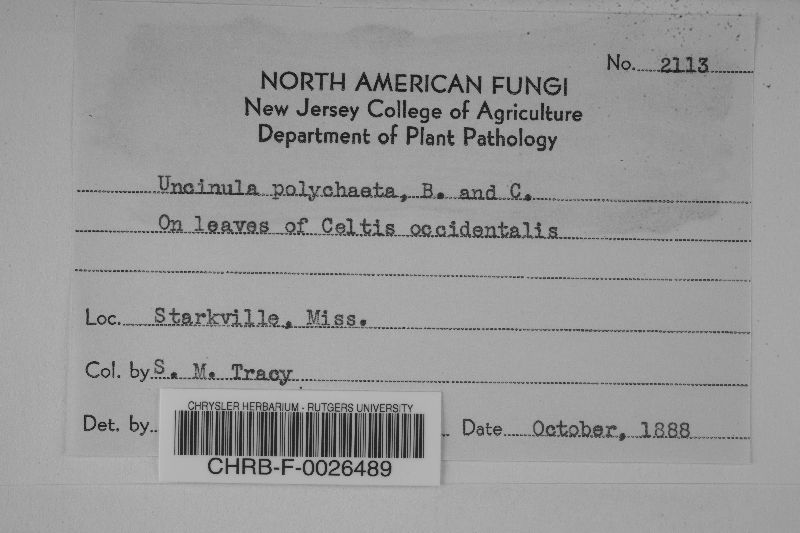 No. 2113
NORTH AMERICAN FUNGI
New Jersey College of Agriculture
Department of Plant Pathology
Uncinula polychaeta, B. and C.
On leaves of Celtis occidentalis
Loc. Starkville, Miss.
Col. by S. M. Tracy
Det. by
Date October, 1888
CHRYSLER HERBARIUM - RUTGERS UNIVERSITY
CHRB-F-0026489